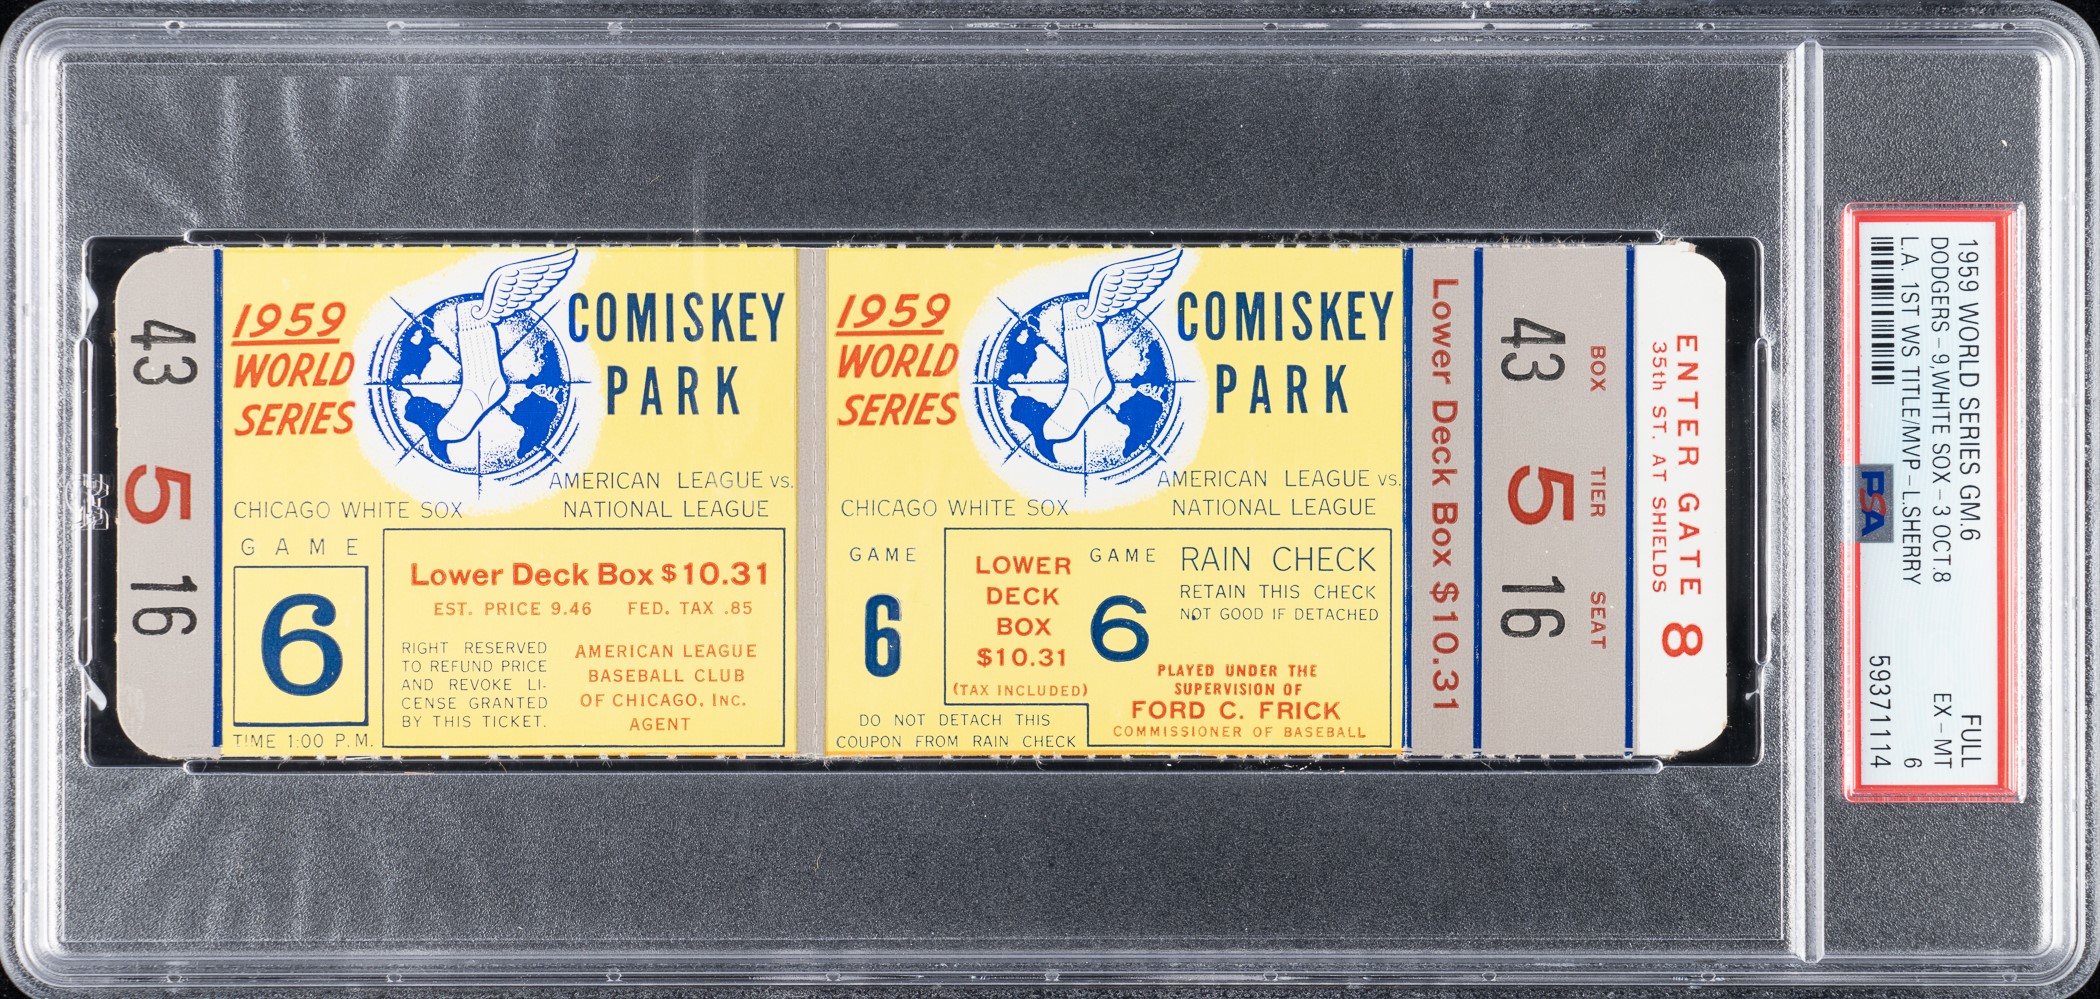 43
5
16
1959
WORLD
SERIES
COMISKEY
PARK
AMERICAN LEAGUE VS.
CHICAGO WHITE SOX
NATIONAL LEAGUE
GAME
6
TIME 1:00 P.M.
Lower Deck Box $10.31
EST. PRICE 9.46 FED. TAX .85
RIGHT RESERVED
TO REFUND PRICE
AND REVOKE LI-
CENSE GRANTED
BY THIS TICKET.
AMERICAN LEAGUE
BASEBALL CLUB
OF CHICAGO, INC.
AGENT
1959
WORLD
SERIES
COMISKEY
PARK
AMERICAN LEAGUE VS.
CHICAGO WHITE SOX
NATIONAL LEAGUE
GAME
6
LOWER
DECK
BOX
$10.31
(TAX INCLUDED)
DO NOT DETACH THIS
COUPON FROM RAIN CHECK
GAME
6
RAIN CHECK
RETAIN THIS CHECK
NOT GOOD IF DETACHED
PLAYED UNDER THE
SUPERVISION OF
FORD C. FRICK
COMMISSIONER OF BASEBALL
Lower Deck Box $10.31
BOX TIER SEAT
43 5 16
ENTER GATE 8
35th ST. AT SHIELDS
1959 WORLD SERIES GM.6 FULL
DODGERS-9,WHITE SOX-3 OCT.8 EX-MT
L.A. 1ST WS TITLE/MVP-L.SHERRY 6
PSA
59371114